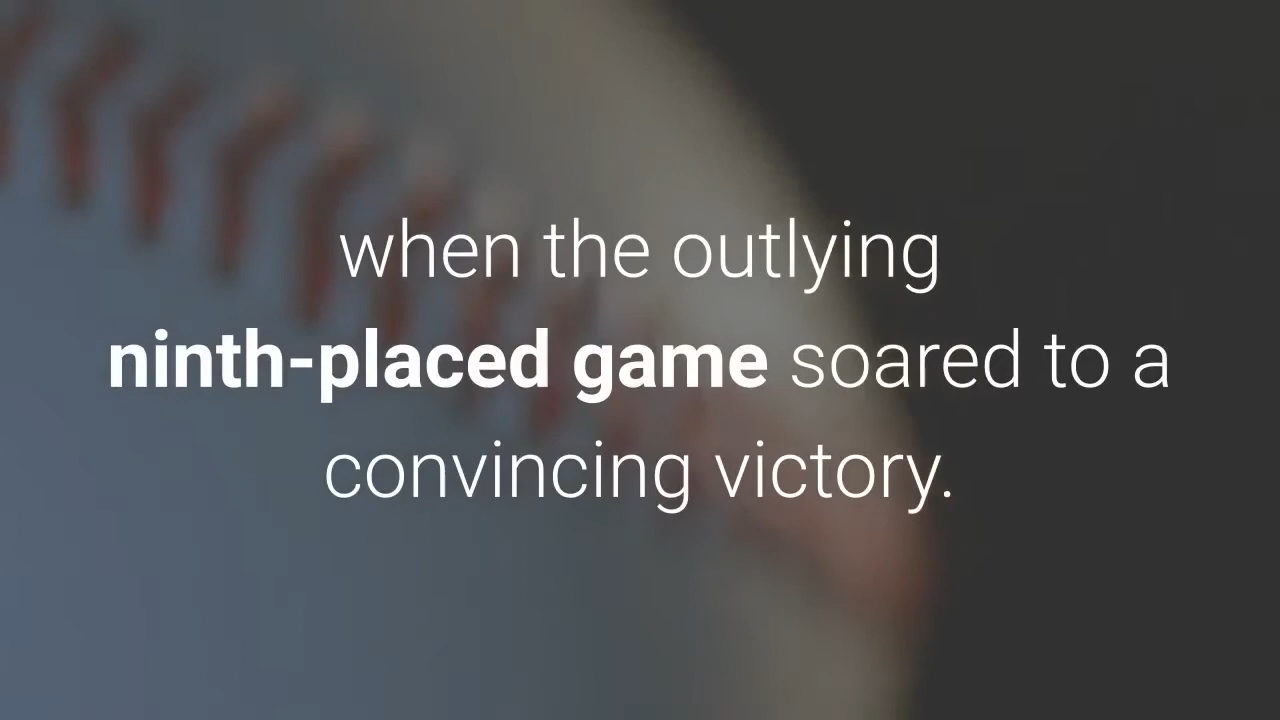 when the outlying
ninth-placed game soared to a
convincing victory.